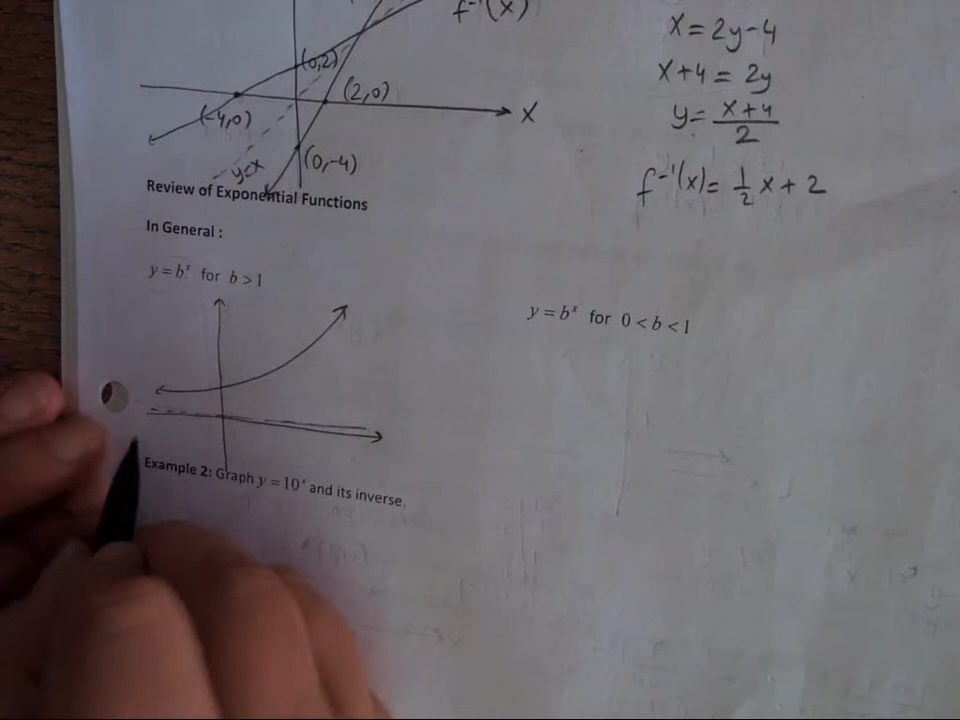 f⁻¹(x)
(0,2)
(2,0)
X
(-4,0)
(0,-4)
y=x
x=2y-4
x+4=2y
y= x+4/2
f⁻¹(x)= 1/2 x+2
Review of Exponential Functions
In General :
y = bˣ for b > 1
y = bˣ for 0 < b < 1
Example 2: Graph y = 10ˣ and its inverse.